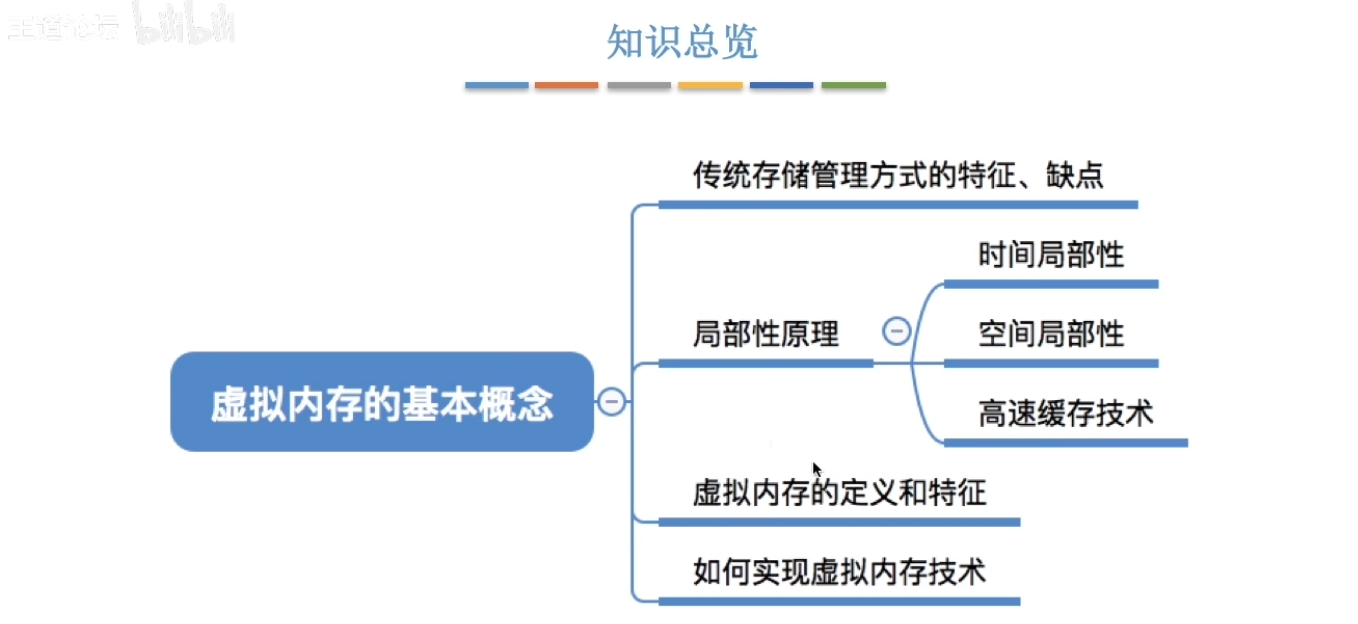 王道论坛 bilibili
知识总览
传统存储管理方式的特征、缺点
时间局部性
局部性原理
空间局部性
虚拟内存的基本概念
高速缓存技术
虚拟内存的定义和特征
如何实现虚拟内存技术